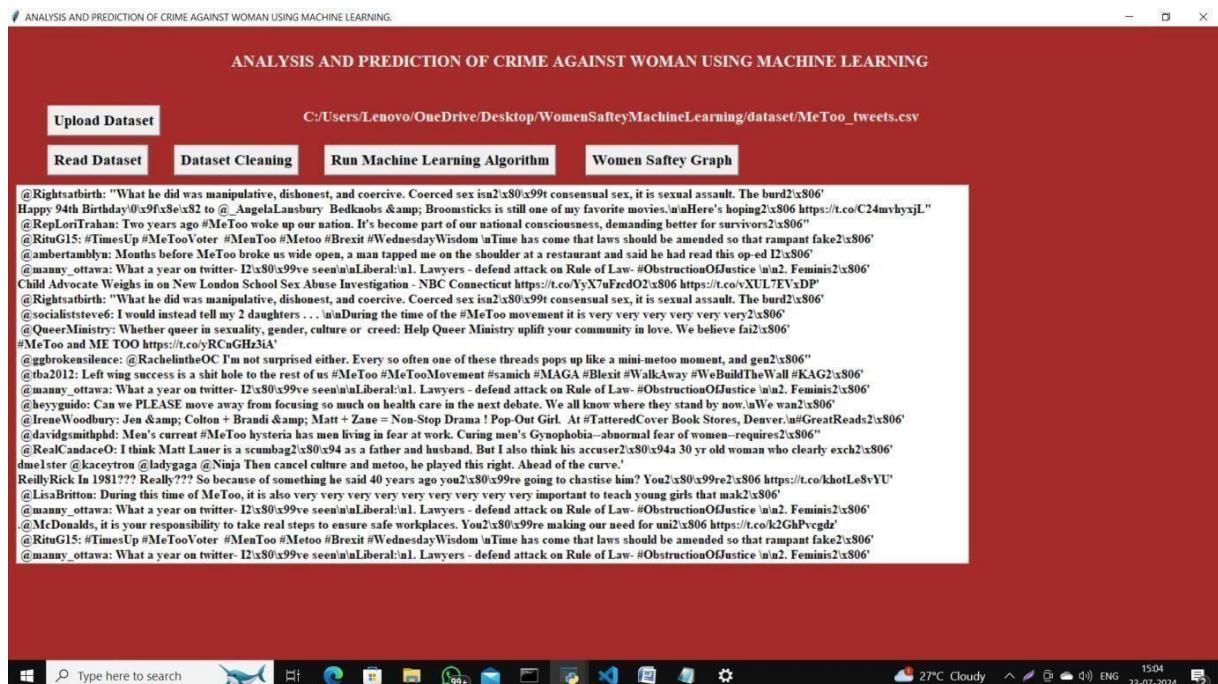 ANALYSIS AND PREDICTION OF CRIME AGAINST WOMAN USING MACHINE LEARNING.
ANALYSIS AND PREDICTION OF CRIME AGAINST WOMAN USING MACHINE LEARNING
Upload Dataset C:/Users/Lenovo/OneDrive/Desktop/WomenSafteyMachineLearning/dataset/MeToo_tweets.csv
Read Dataset Dataset Cleaning Run Machine Learning Algorithm Women Saftey Graph
@Rightsatbirth: "What he did was manipulative, dishonest, and coercive. Coerced sex isn2\x80\x99t consensual sex, it is sexual assault. The burd2\x806'
Happy 94th Birthday\0\x9f\x8e\x82 to @_AngelaLansbury Bedknobs &amp; Broomsticks is still one of my favorite movies.\n\nHere's hoping2\x806 https://t.co/C24mvhyxjL"
@RepLoriTrahan: Two years ago #MeToo woke up our nation. It's become part of our national consciousness, demanding better for survivors2\x806"
@RituG15: #TimesUp #MeTooVoter #MenToo #Metoo #Brexit #WednesdayWisdom \nTime has come that laws should be amended so that rampant fake2\x806'
@ambertamblyn: Months before MeToo broke us wide open, a man tapped me on the shoulder at a restaurant and said he had read this op-ed I2\x806'
@manny_ottawa: What a year on twitter- I2\x80\x99ve seen\n\nLiberal:\n1. Lawyers - defend attack on Rule of Law- #ObstructionOfJustice \n\n2. Feminis2\x806'
Child Advocate Weighs in on New London School Sex Abuse Investigation - NBC Connecticut https://t.co/YyX7uFzcdO2\x806 https://t.co/vXUL7EVxDP'
@Rightsatbirth: "What he did was manipulative, dishonest, and coercive. Coerced sex isn2\x80\x99t consensual sex, it is sexual assault. The burd2\x806'
@socialiststeve6: I would instead tell my 2 daughters . . . \n\nDuring the time of the #MeToo movement it is very very very very very very2\x806'
@QueerMinistry: Whether queer in sexuality, gender, culture or creed: Help Queer Ministry uplift your community in love. We believe fai2\x806'
#MeToo and ME TOO https://t.co/yRCnGHz3iA'
@ggbrokensilence: @RachelintheOC I'm not surprised either. Every so often one of these threads pops up like a mini-metoo moment, and gen2\x806"
@tba2012: Left wing success is a shit hole to the rest of us #MeToo #MeTooMovement #samich #MAGA #Blexit #WalkAway #WeBuildTheWall #KAG2\x806'
@manny_ottawa: What a year on twitter- I2\x80\x99ve seen\n\nLiberal:\n1. Lawyers - defend attack on Rule of Law- #ObstructionOfJustice \n\n2. Feminis2\x806'
@heyyguido: Can we PLEASE move away from focusing so much on health care in the next debate. We all know where they stand by now.\nWe wan2\x806'
@IreneWoodbury: Jen &amp; Colton + Brandi &amp; Matt + Zane = Non-Stop Drama ! Pop-Out Girl. At #TatteredCover Book Stores, Denver.\n#GreatReads2\x806'
@davidgsmithphd: Men's current #MeToo hysteria has men living in fear at work. Curing men's Gynophobia--abnormal fear of women--requires2\x806"
@RealCandaceO: I think Matt Lauer is a scumbag2\x80\x94 as a father and husband. But I also think his accuser2\x80\x94a 30 yr old woman who clearly exch2\x806'
dme1ster @kaceytron @ladygaga @Ninja Then cancel culture and metoo, he played this right. Ahead of the curve.'
ReillyRick In 1981??? Really??? So because of something he said 40 years ago you2\x80\x99re going to chastise him? You2\x80\x99re2\x806 https://t.co/khotLe8vYU'
@LisaBritton: During this time of MeToo, it is also very very very very very very very very very important to teach young girls that mak2\x806'
@manny_ottawa: What a year on twitter- I2\x80\x99ve seen\n\nLiberal:\n1. Lawyers - defend attack on Rule of Law- #ObstructionOfJustice \n\n2. Feminis2\x806'
.@McDonalds, it is your responsibility to take real steps to ensure safe workplaces. You2\x80\x99re making our need for uni2\x806 https://t.co/k2GhPvcgdz'
@RituG15: #TimesUp #MeTooVoter #MenToo #Metoo #Brexit #WednesdayWisdom \nTime has come that laws should be amended so that rampant fake2\x806'
@manny_ottawa: What a year on twitter- I2\x80\x99ve seen\n\nLiberal:\n1. Lawyers - defend attack on Rule of Law- #ObstructionOfJustice \n\n2. Feminis2\x806'
Type here to search 99+ 27°C Cloudy ENG 15:04
23-07-2024